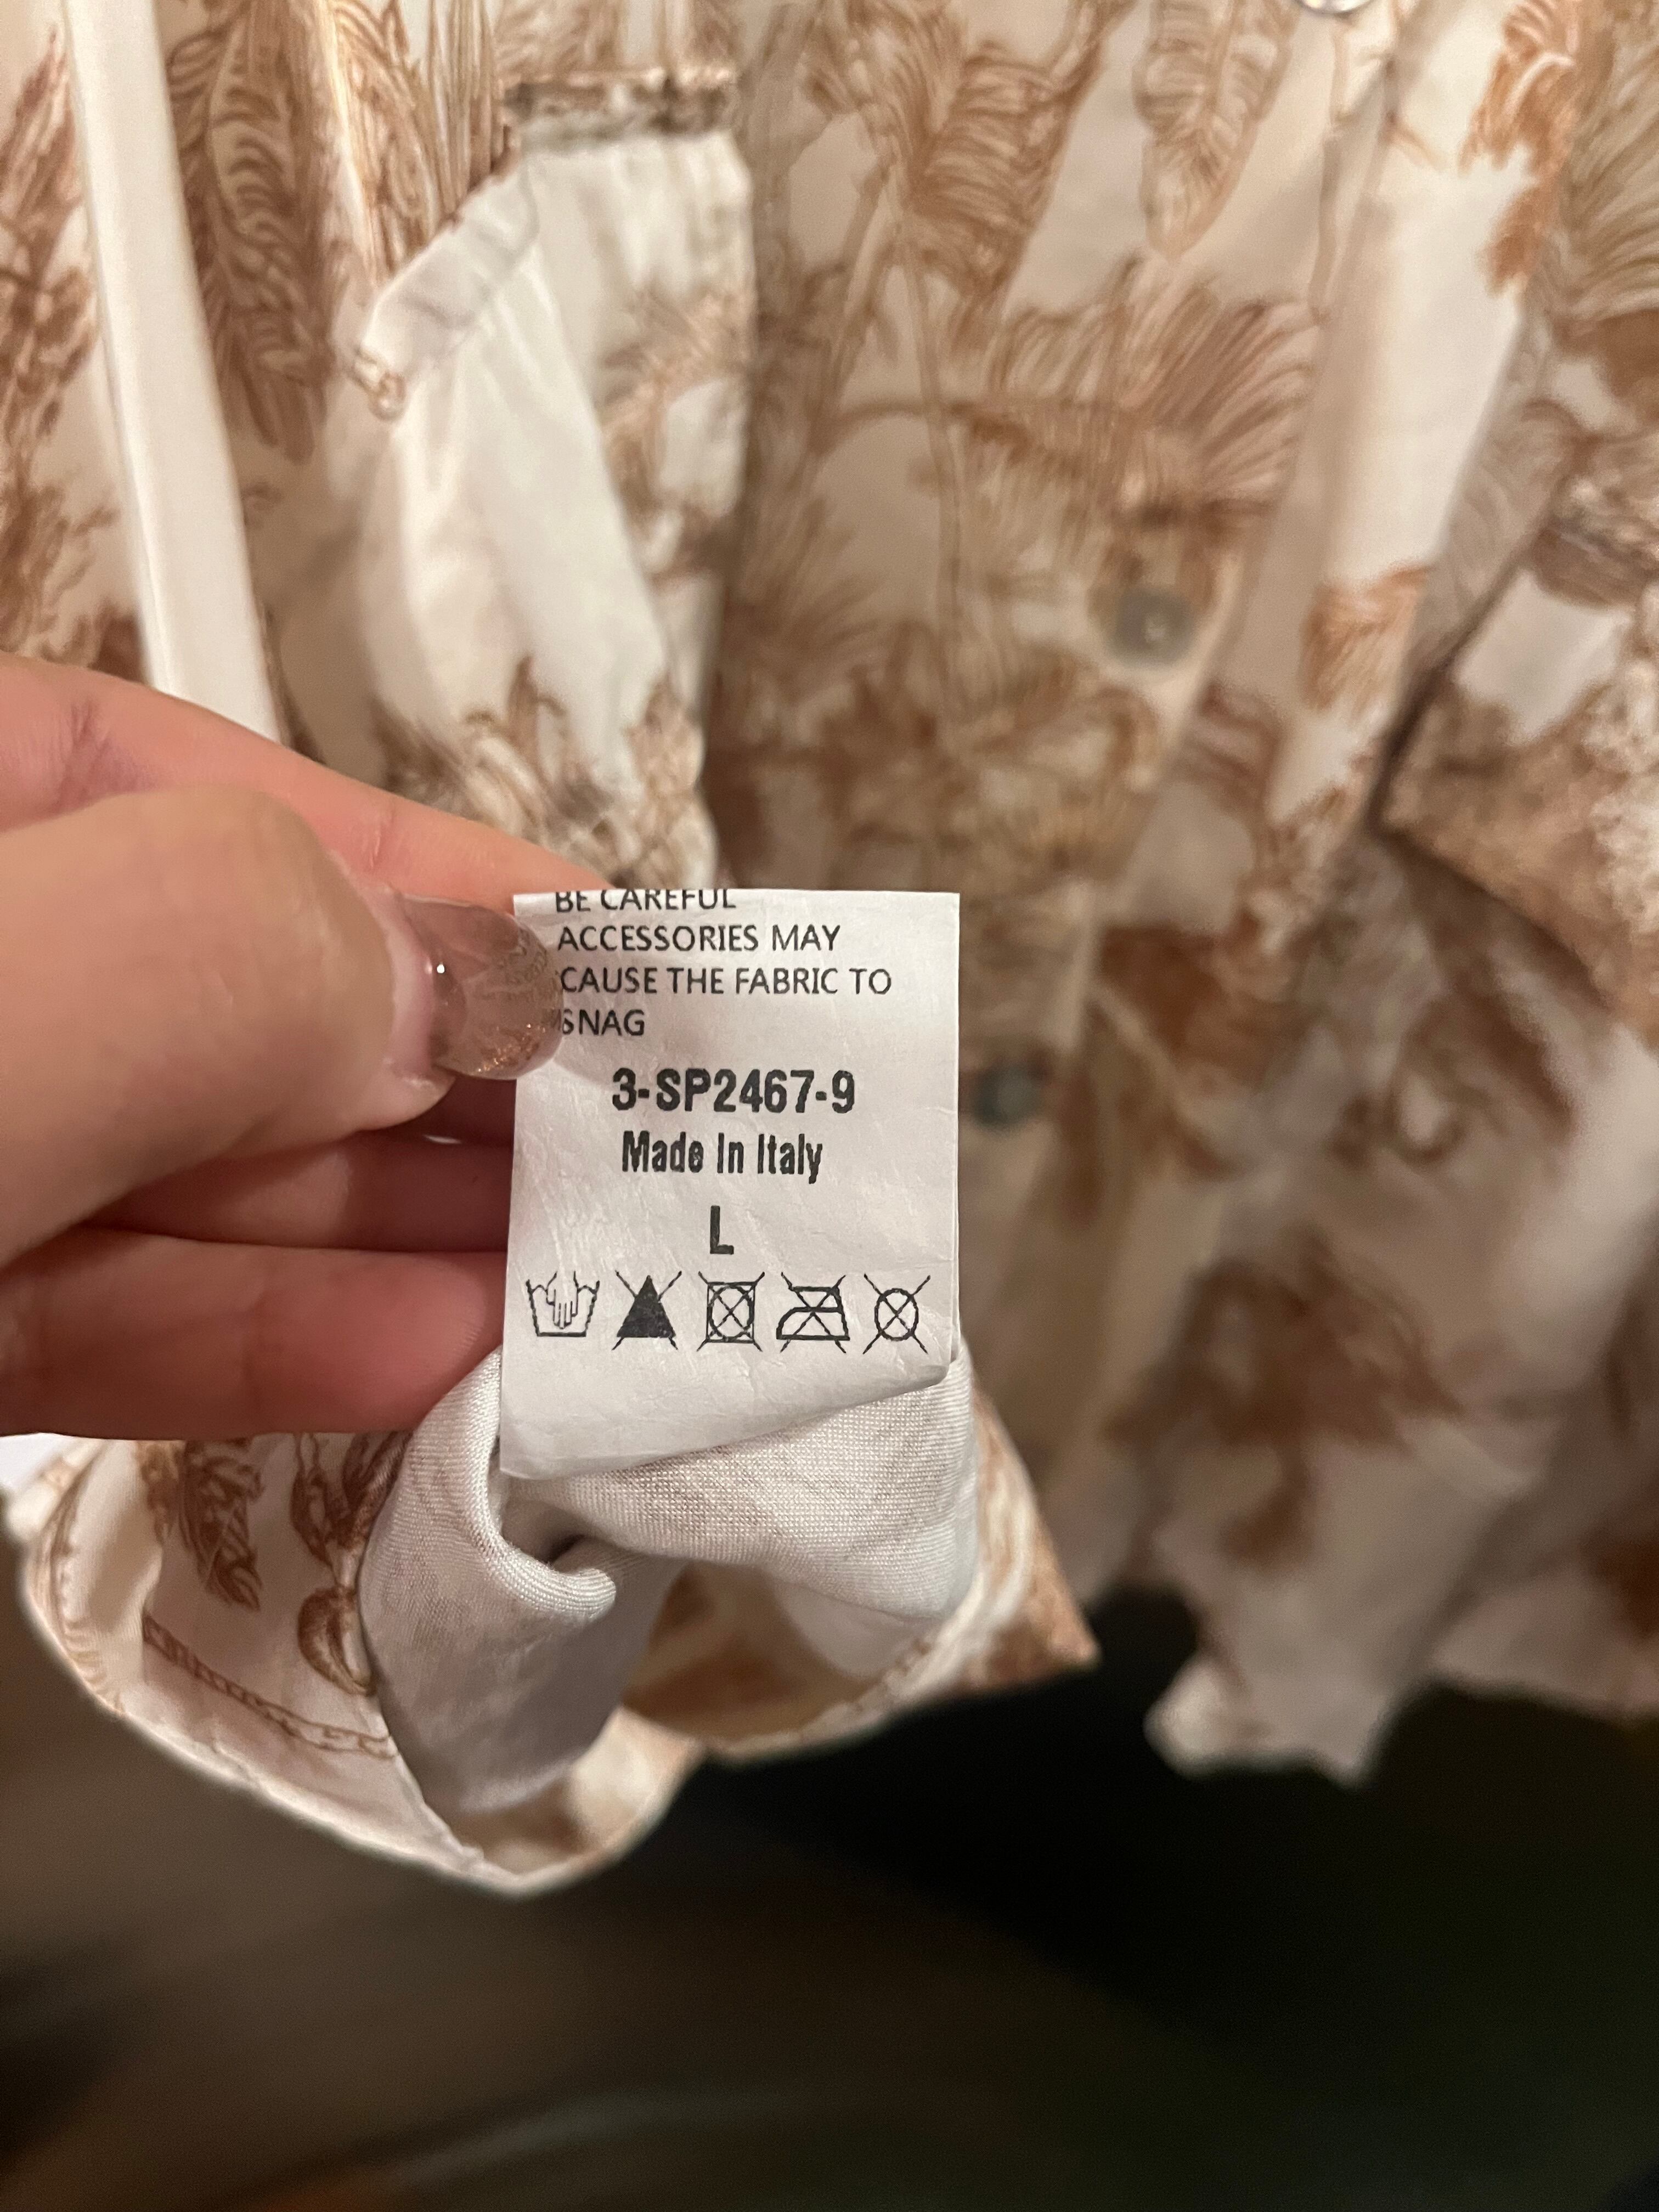 BE CAREFUL
ACCESSORIES MAY
CAUSE THE FABRIC TO
SNAG
3-SP2467-9
Made In Italy
L